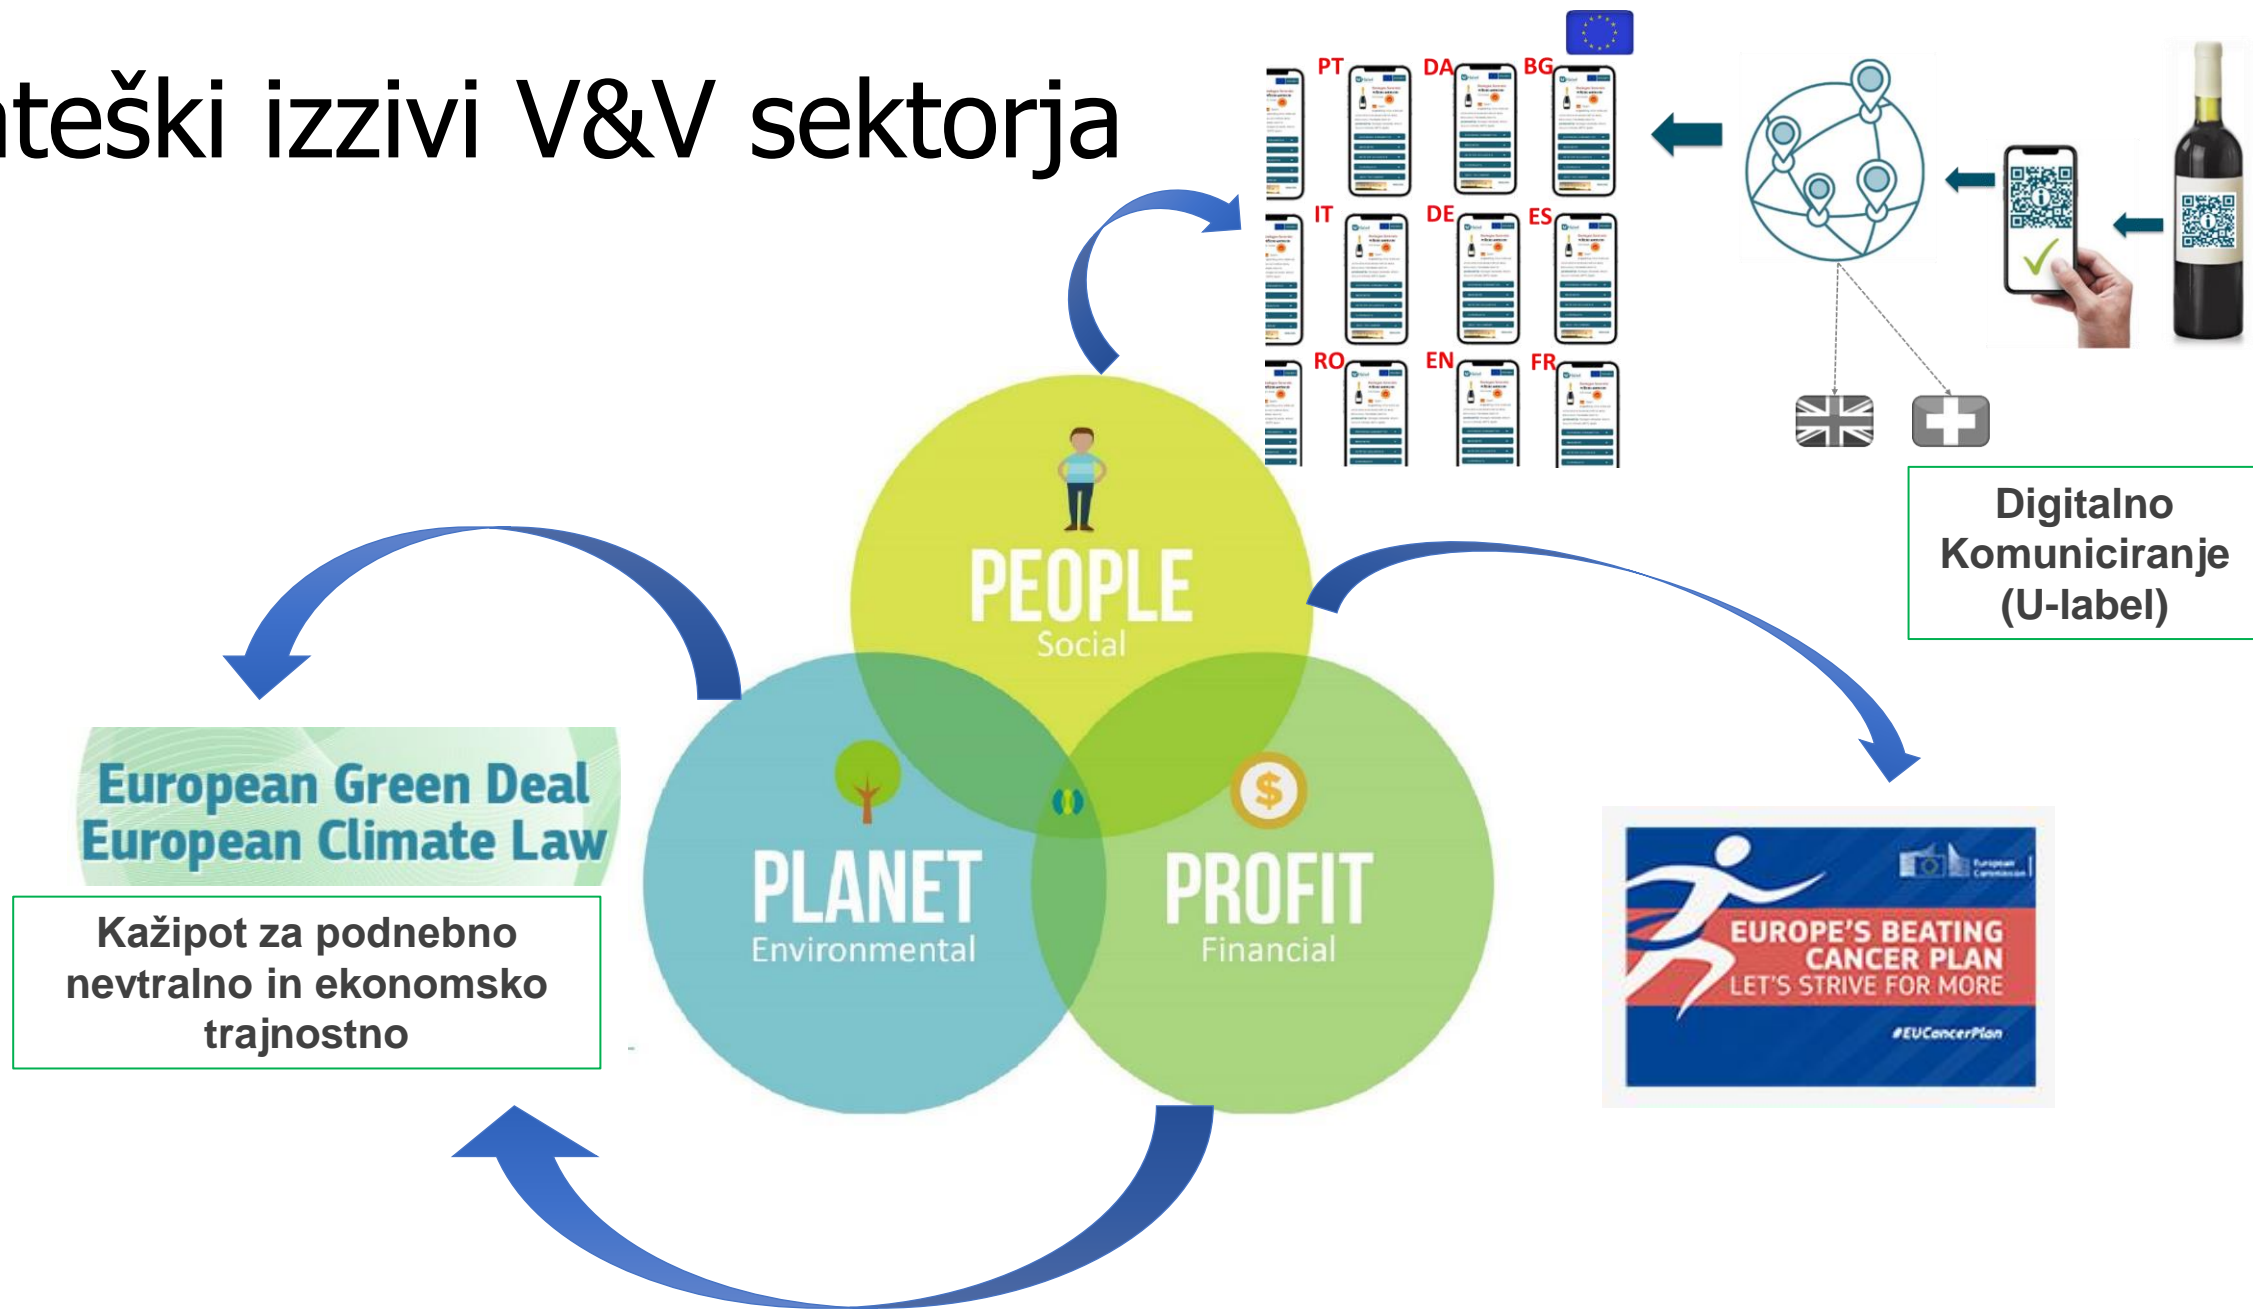 ateški izzivi V&V sektorja
PT
DA
BG
IT
DE
ES
RO
EN
FR
Digitalno
Komuniciranje
(U-label)
PEOPLE
Social
European Green Deal
European Climate Law
Kažipot za podnebno
nevtralno in ekonomsko
trajnostno
PLANET
Environmental
$
PROFIT
Financial
European
Commission
EUROPE'S BEATING
CANCER PLAN
LET'S STRIVE FOR MORE
#EUCancerPlan